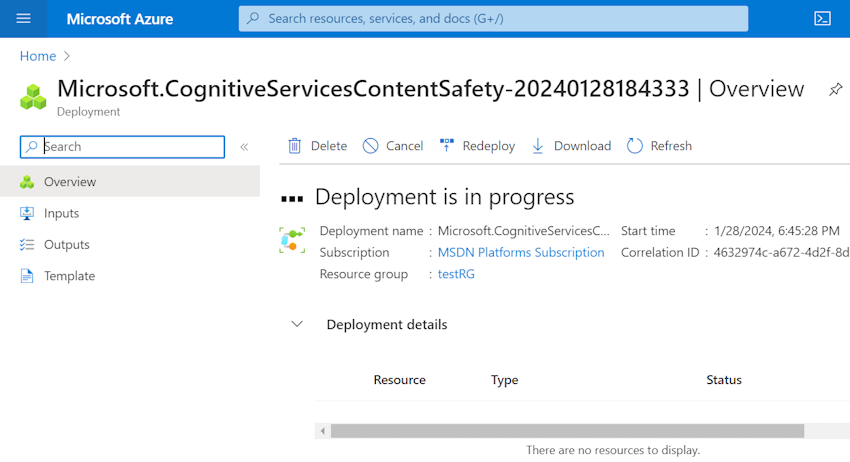 Microsoft Azure
Search resources, services, and docs (G+/)
Home
Microsoft.CognitiveServicesContentSafety-20240128184333 | Overview
Deployment
Search
Delete Cancel Redeploy Download Refresh
Overview
Inputs
Outputs
Template
Deployment is in progress
Deployment name : Microsoft.CognitiveServicesC... Start time : 1/28/2024, 6:45:28 PM
Subscription : MSDN Platforms Subscription Correlation ID : 4632974c-a672-4d2f-8d
Resource group : testRG
Deployment details
Resource Type Status
There are no resources to display.